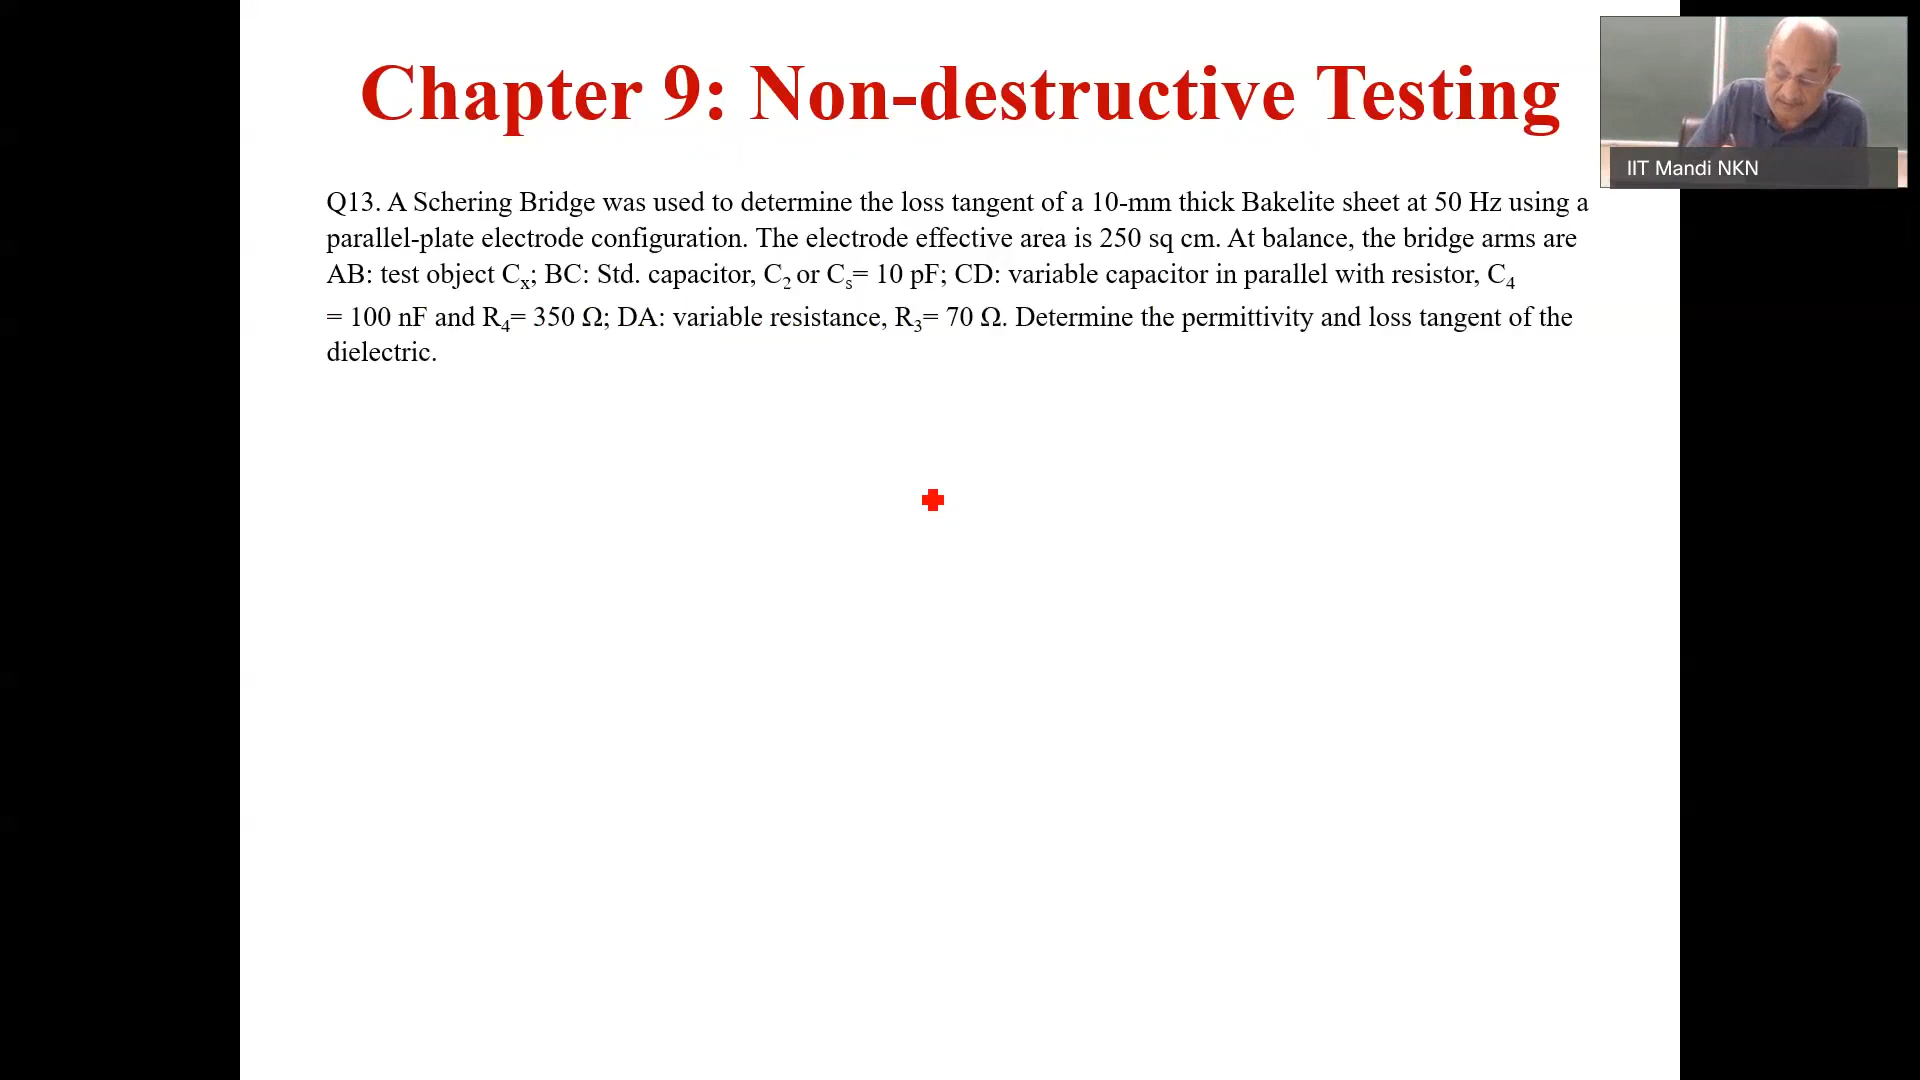 Chapter 9: Non-destructive Testing
IIT Mandi NKN
Q13. A Schering Bridge was used to determine the loss tangent of a 10-mm thick Bakelite sheet at 50 Hz using a
parallel-plate electrode configuration. The electrode effective area is 250 sq cm. At balance, the bridge arms are
AB: test object Cx; BC: Std. capacitor, C2 or Cs= 10 pF; CD: variable capacitor in parallel with resistor, C4
= 100 nF and R4= 350 Ω; DA: variable resistance, R3= 70 Ω. Determine the permittivity and loss tangent of the
dielectric.